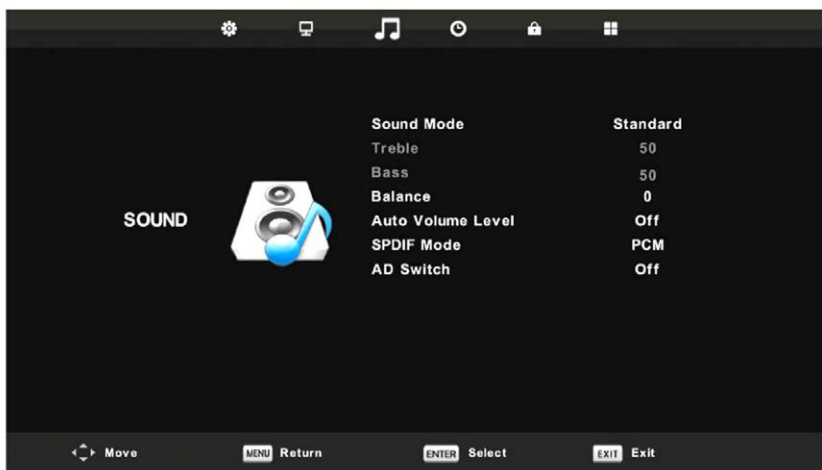 Sound Mode Standard
Treble 50
Bass 50
Balance 0
SOUND
Auto Volume Level Off
SPDIF Mode PCM
AD Switch Off
Move MENU Return ENTER Select EXIT Exit